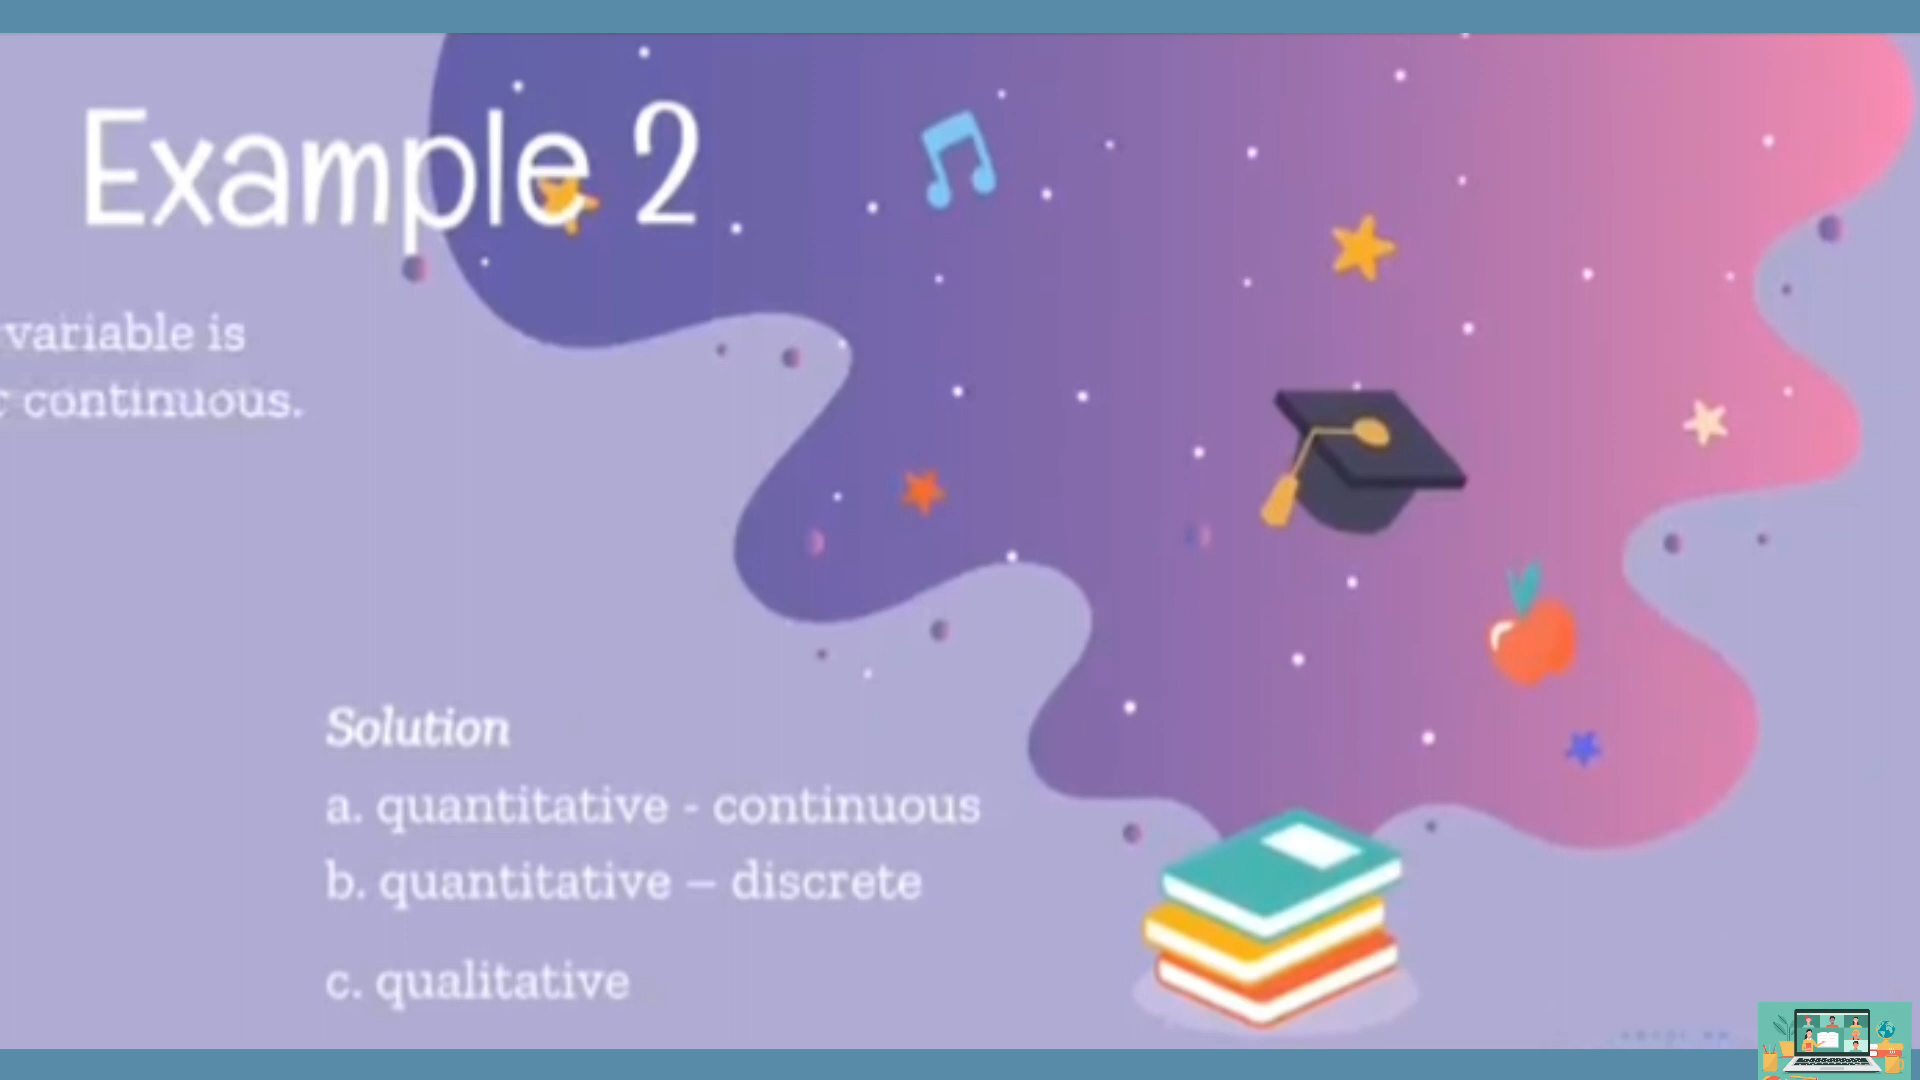 Example 2
variable is
continuous.
Solution
a. quantitative - continuous
b. quantitative – discrete
c. qualitative